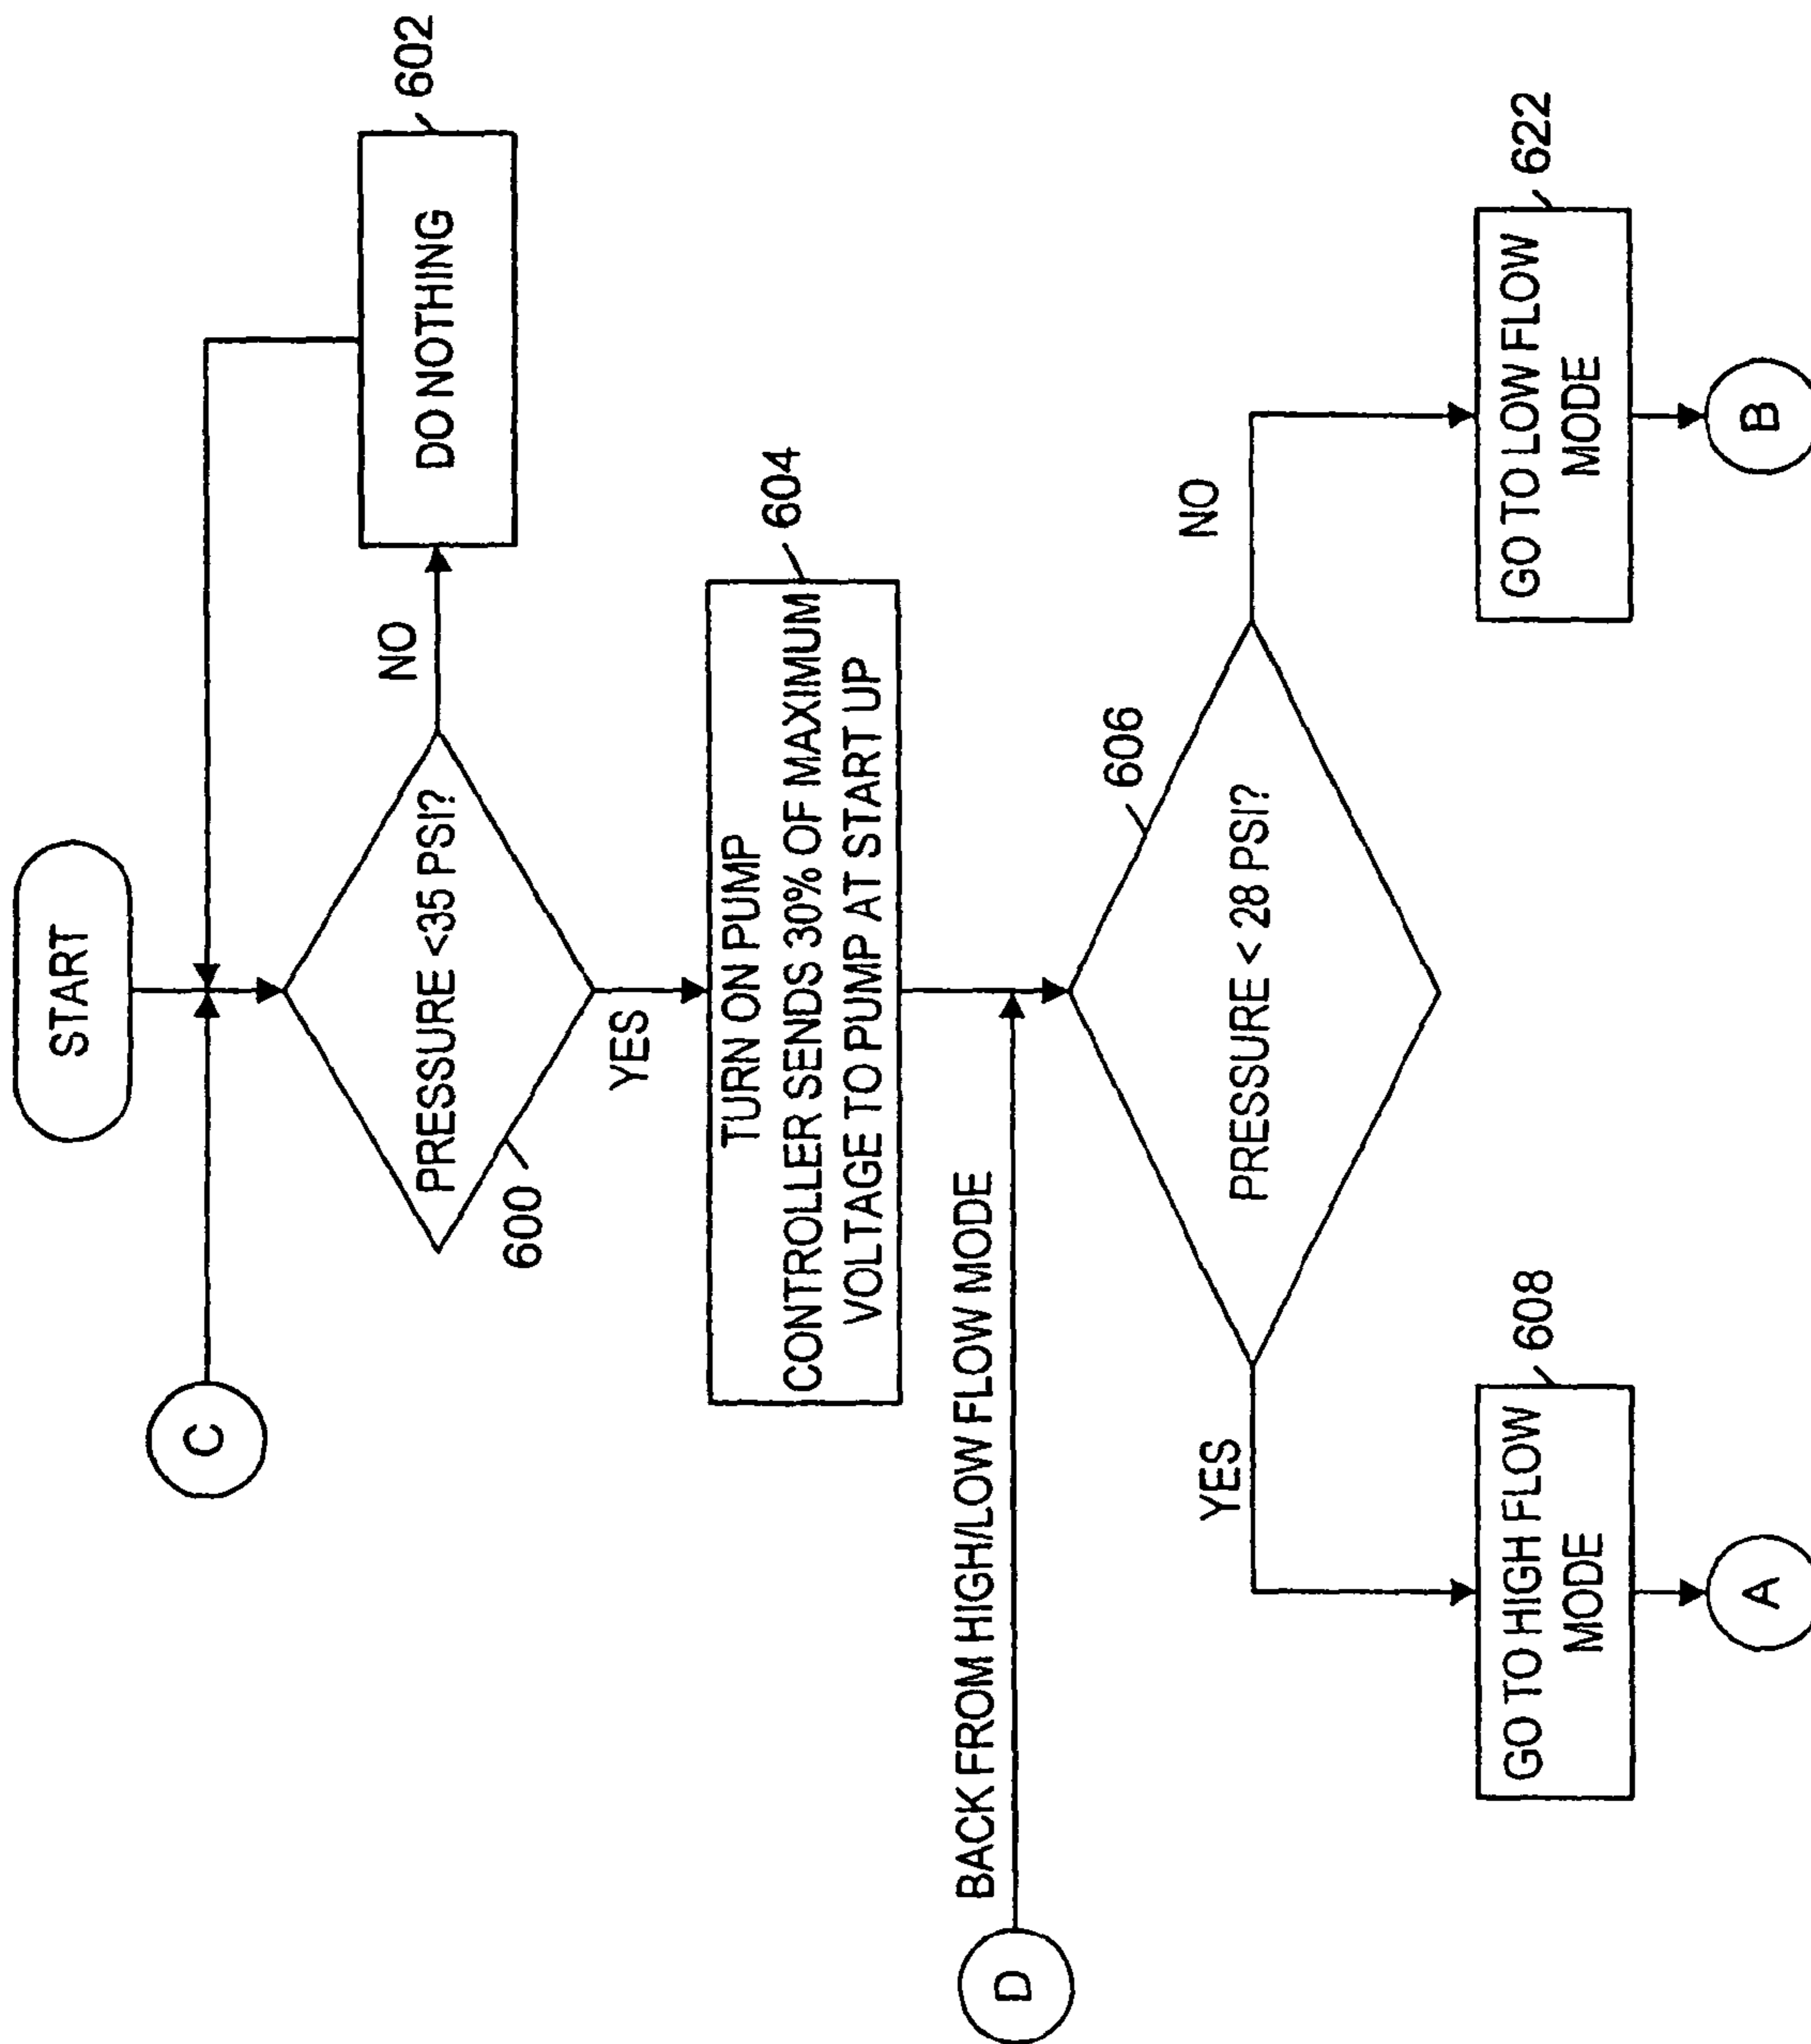 START
C
PRESSURE <35 PSI?
600
NO
DO NOTHING
602
YES
TURN ON PUMP
CONTROLLER SENDS 30% OF MAXIMUM
VOLTAGE TO PUMP AT START UP
604
D
BACK FROM HIGH/LOW FLOW MODE
606
PRESSURE < 28 PSI?
YES
NO
GO TO HIGH FLOW
MODE
608
GO TO LOW FLOW
MODE
622
A
B